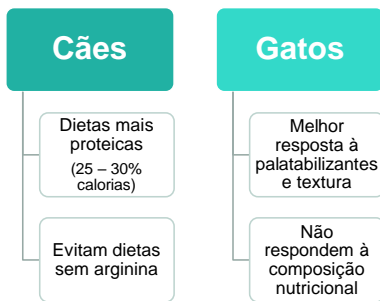 Cães
Dietas mais
proteicas
(25 – 30%
calorias)
Evitam dietas
sem arginina
Gatos
Melhor
resposta à
palatabilizantes
e textura
Não
respondem à
composição
nutricional